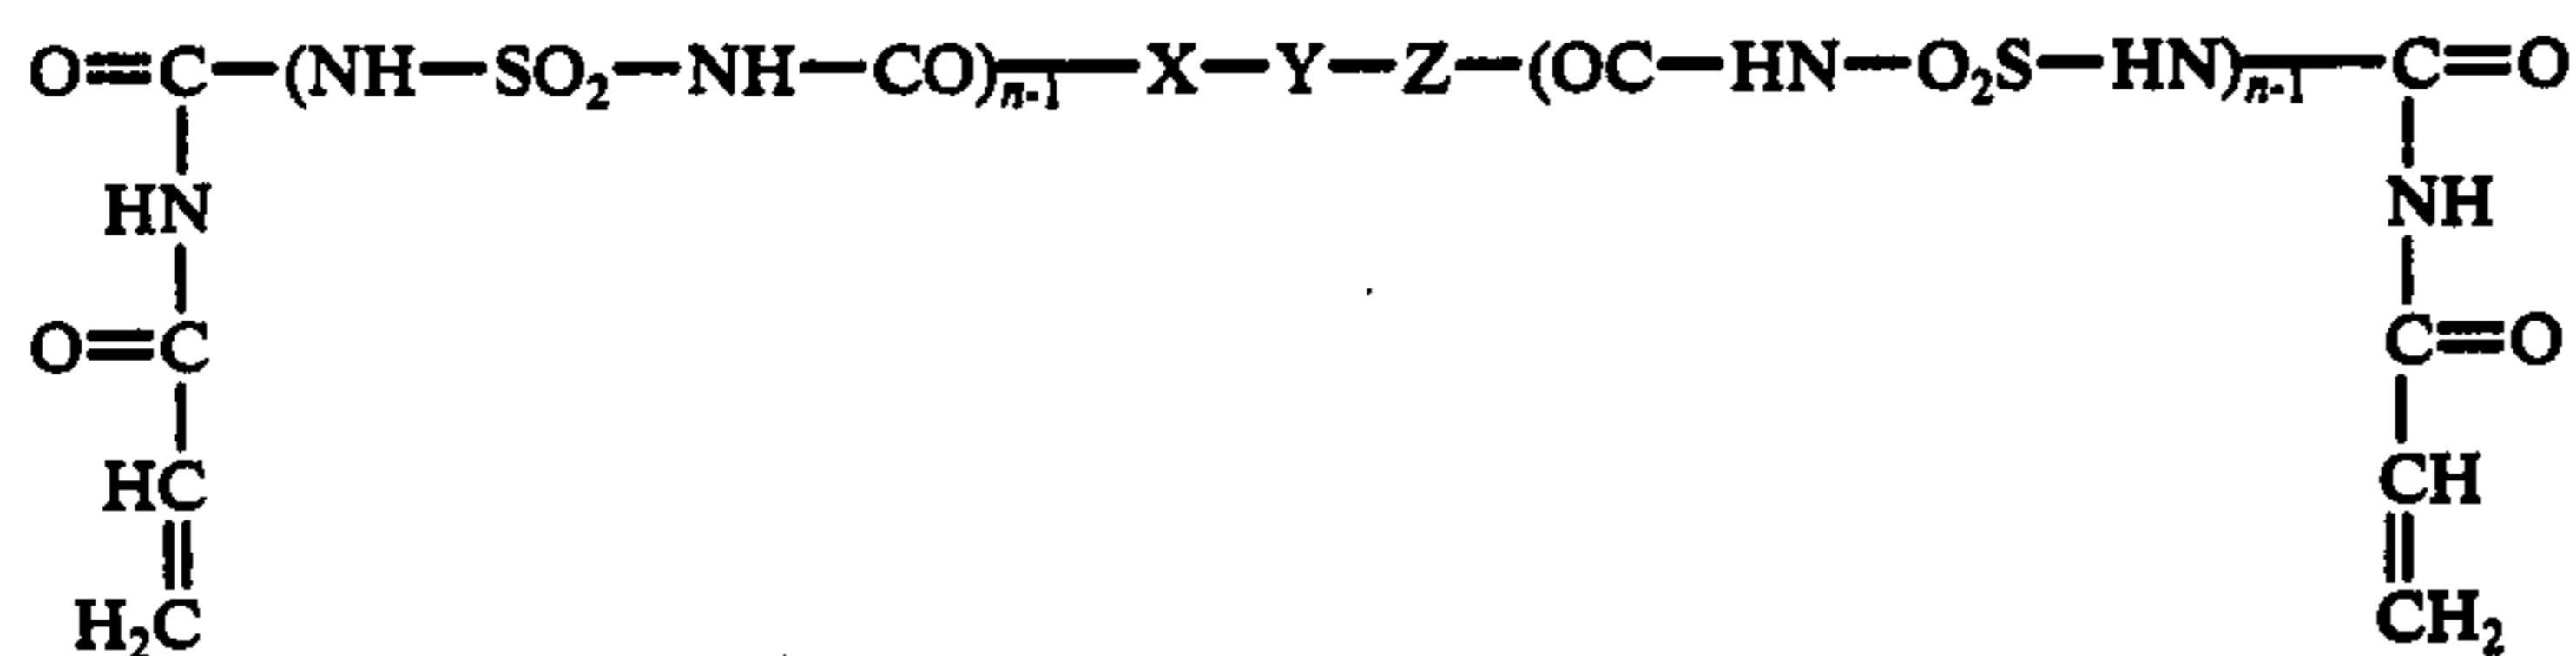 O=C—(NH—SO₂—NH—CO)ₙ₋₁—X—Y—Z—(OC—HN—O₂S—HN)ₙ₋₁—C=O
HN NH
O=C C=O
HC CH
H₂C CH₂